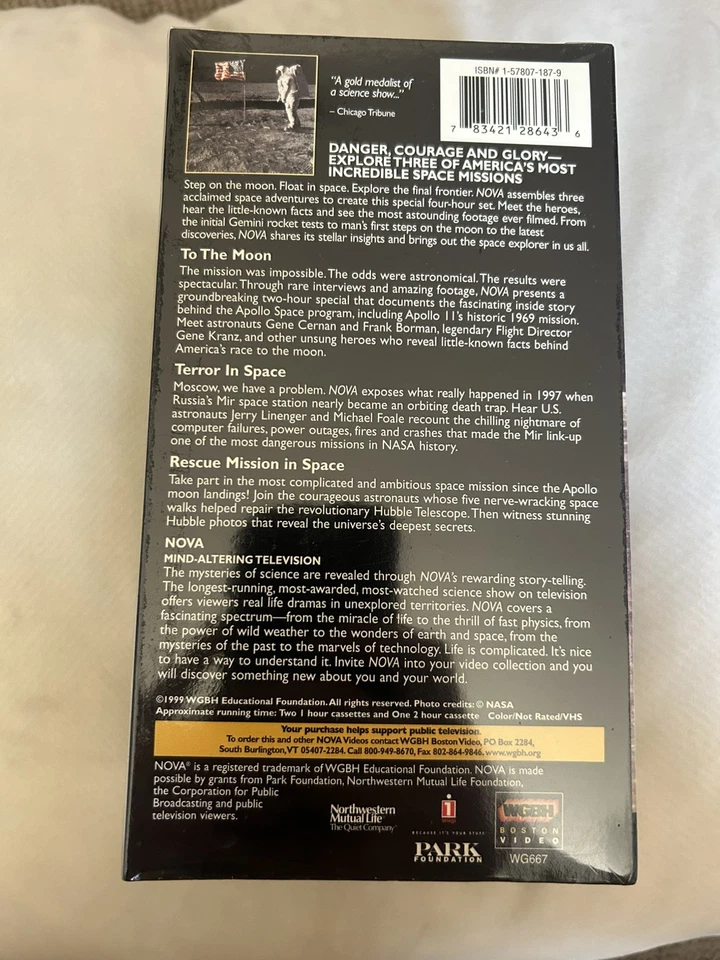 "A gold medalist of
a science show..."
– Chicago Tribune
ISBN# 1-57807-187-9
7 83421 28643 6
DANGER, COURAGE AND GLORY—
EXPLORE THREE OF AMERICA'S MOST
INCREDIBLE SPACE MISSIONS
Step on the moon. Float in space. Explore the final frontier. NOVA assembles three
acclaimed space adventures to create this special four-hour set. Meet the heroes,
hear the little-known facts and see the most astounding footage ever filmed. From
the initial Gemini rocket tests to man's first steps on the moon to the latest
discoveries, NOVA shares its stellar insights and brings out the space explorer in us all.
To The Moon
The mission was impossible. The odds were astronomical. The results were
spectacular. Through rare interviews and amazing footage, NOVA presents a
groundbreaking two-hour special that documents the fascinating inside story
behind the Apollo Space program, including Apollo 11's historic 1969 mission.
Meet astronauts Gene Cernan and Frank Borman, legendary Flight Director
Gene Kranz, and other unsung heroes who reveal little-known facts behind
America's race to the moon.
Terror In Space
Moscow, we have a problem. NOVA exposes what really happened in 1997 when
Russia's Mir space station nearly became an orbiting death trap. Hear U.S.
astronauts Jerry Linenger and Michael Foale recount the chilling nightmare of
computer failures, power outages, fires and crashes that made the Mir link-up
one of the most dangerous missions in NASA history.
Rescue Mission in Space
Take part in the most complicated and ambitious space mission since the Apollo
moon landings! Join the courageous astronauts whose five nerve-wracking space
walks helped repair the revolutionary Hubble Telescope. Then witness stunning
Hubble photos that reveal the universe's deepest secrets.
NOVA
MIND-ALTERING TELEVISION
The mysteries of science are revealed through NOVA's rewarding story-telling.
The longest-running, most-awarded, most-watched science show on television
offers viewers real life dramas in unexplored territories. NOVA covers a
fascinating spectrum—from the miracle of life to the thrill of fast physics, from
the power of wild weather to the wonders of earth and space, from the
mysteries of the past to the marvels of technology. Life is complicated. It's nice
to have a way to understand it. Invite NOVA into your video collection and you
will discover something new about you and your world.
©1999 WGBH Educational Foundation. All rights reserved. Photo credits: © NASA
Approximate running time: Two 1 hour cassettes and One 2 hour cassette Color/Not Rated/VHS
Your purchase helps support public television.
To order this and other NOVA Videos contact WGBH Boston Video, PO Box 2284,
South Burlington, VT 05407-2284. Call 800-949-8670, Fax 802-864-9846. www.wgbh.org
NOVA® is a registered trademark of WGBH Educational Foundation. NOVA is made
possible by grants from Park Foundation, Northwestern Mutual Life Foundation,
the Corporation for Public
Broadcasting and public
television viewers.
Northwestern
Mutual Life®
The Quiet Company®
BECAUSE IT'S YOUR STUFF
PARK
FOUNDATION
WGBH
BOSTON
VIDEO
WG667